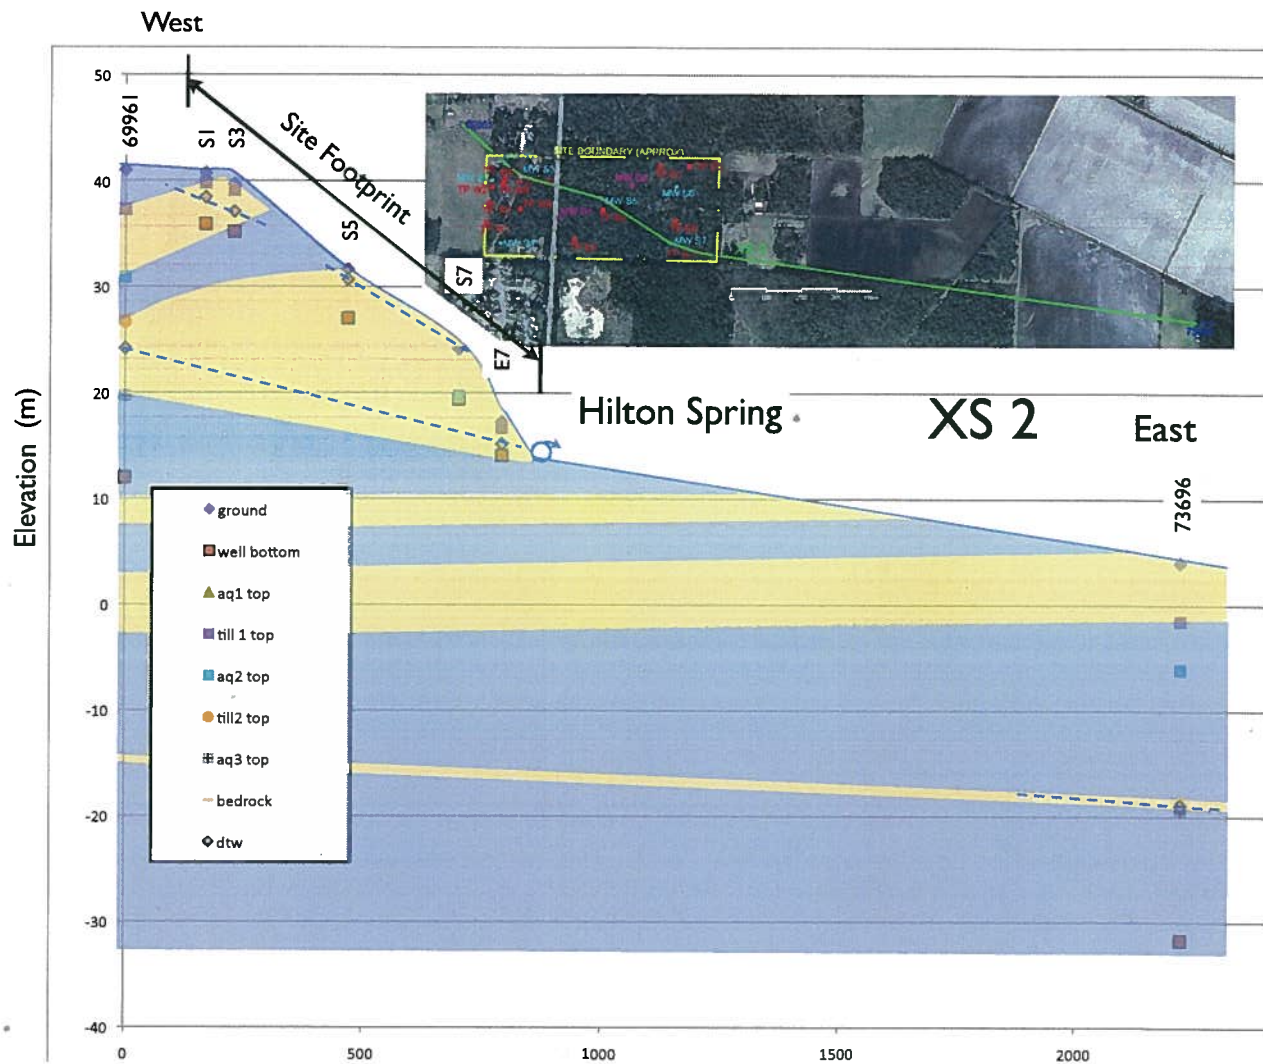 West
50
69961
S1
S3
Site Footprint
SITE BOUNDARY (APPROX)
40
S5
S7
30
E7
20
Hilton Spring
XS 2
East
Elevation (m)
10
73696
ground
well bottom
aq1 top
till 1 top
aq2 top
till2 top
aq3 top
bedrock
dtw
0
-10
-20
-30
-40
0
500
1000
1500
2000